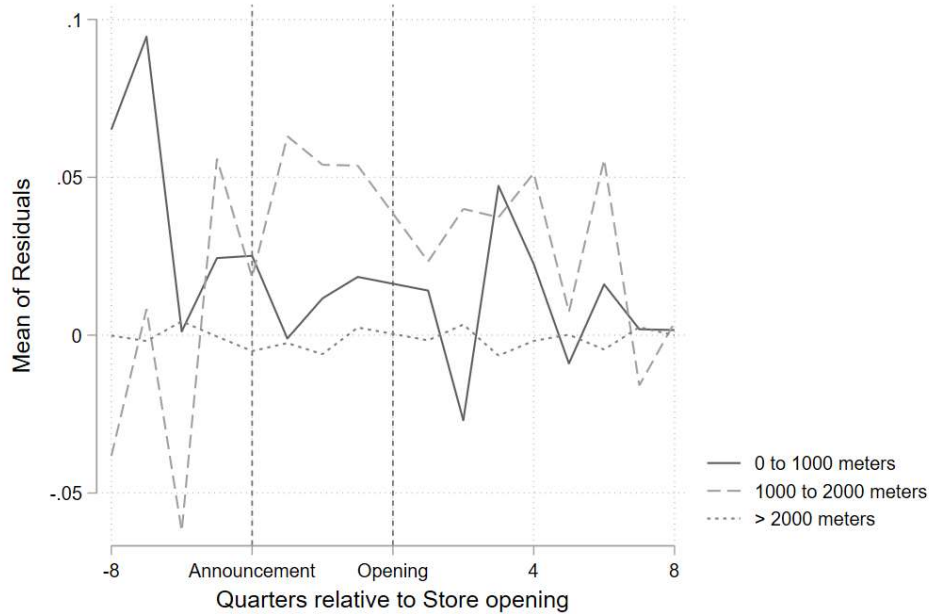 .1
.05
0
-.05
Mean of Residuals
-8 Announcement Opening 4 8
Quarters relative to Store opening
0 to 1000 meters
1000 to 2000 meters
> 2000 meters